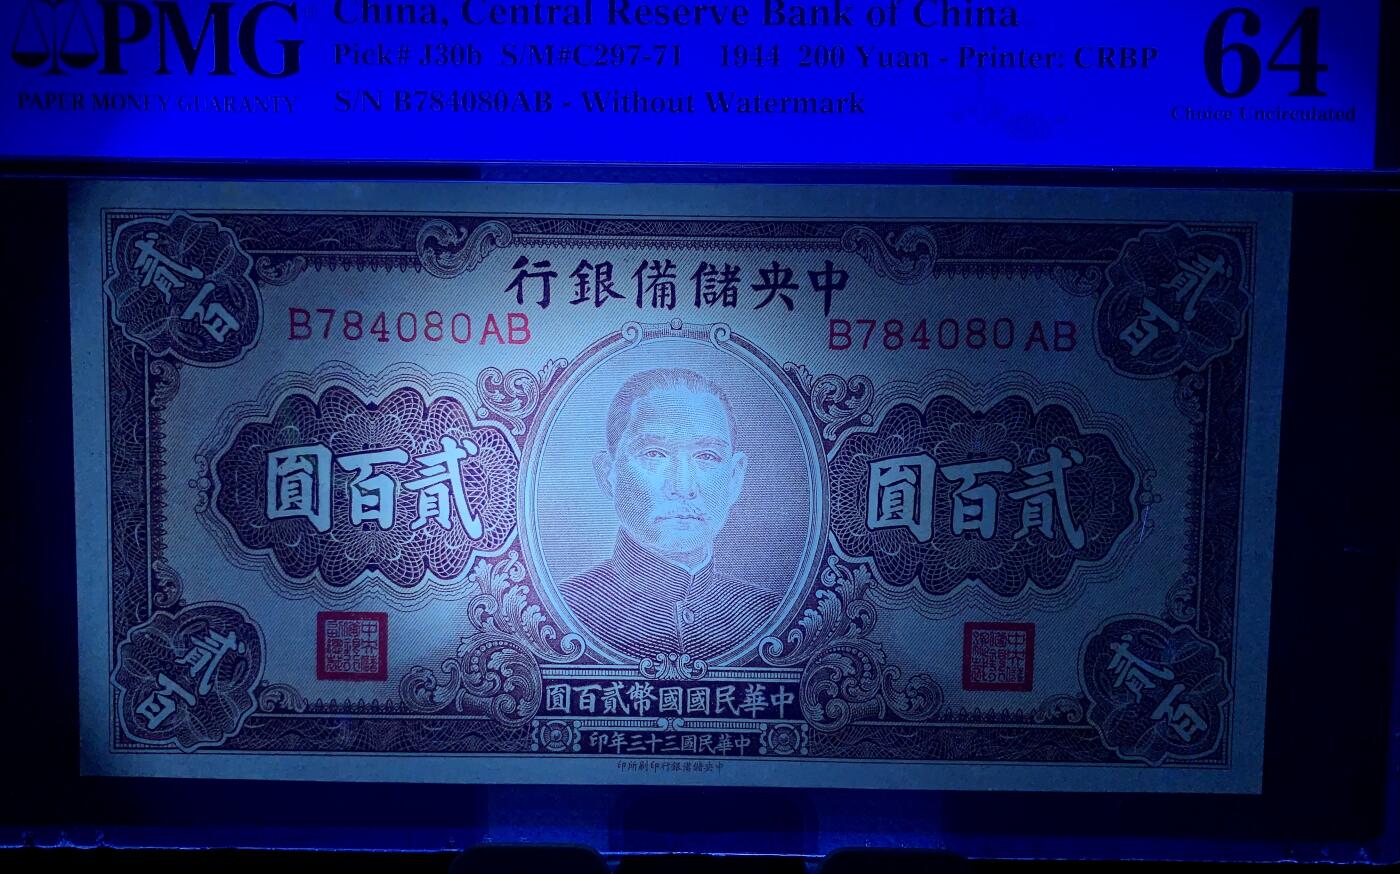 PMG
PAPER MONEY GUARANTY
China, Central Reserve Bank of China
Pick# J30b S/M#C297-71 1944 200 Yuan - Printer: CRBP
S/N B784080AB - Without Watermark
64
Choice Uncirculated
貳百
貳百
中央儲備銀行
B784080AB
B784080AB
貳百圓
貳百圓
貳百
貳百
中華民國國幣貳百圓
中華民國三十三年印
中央儲備銀行印刷所印